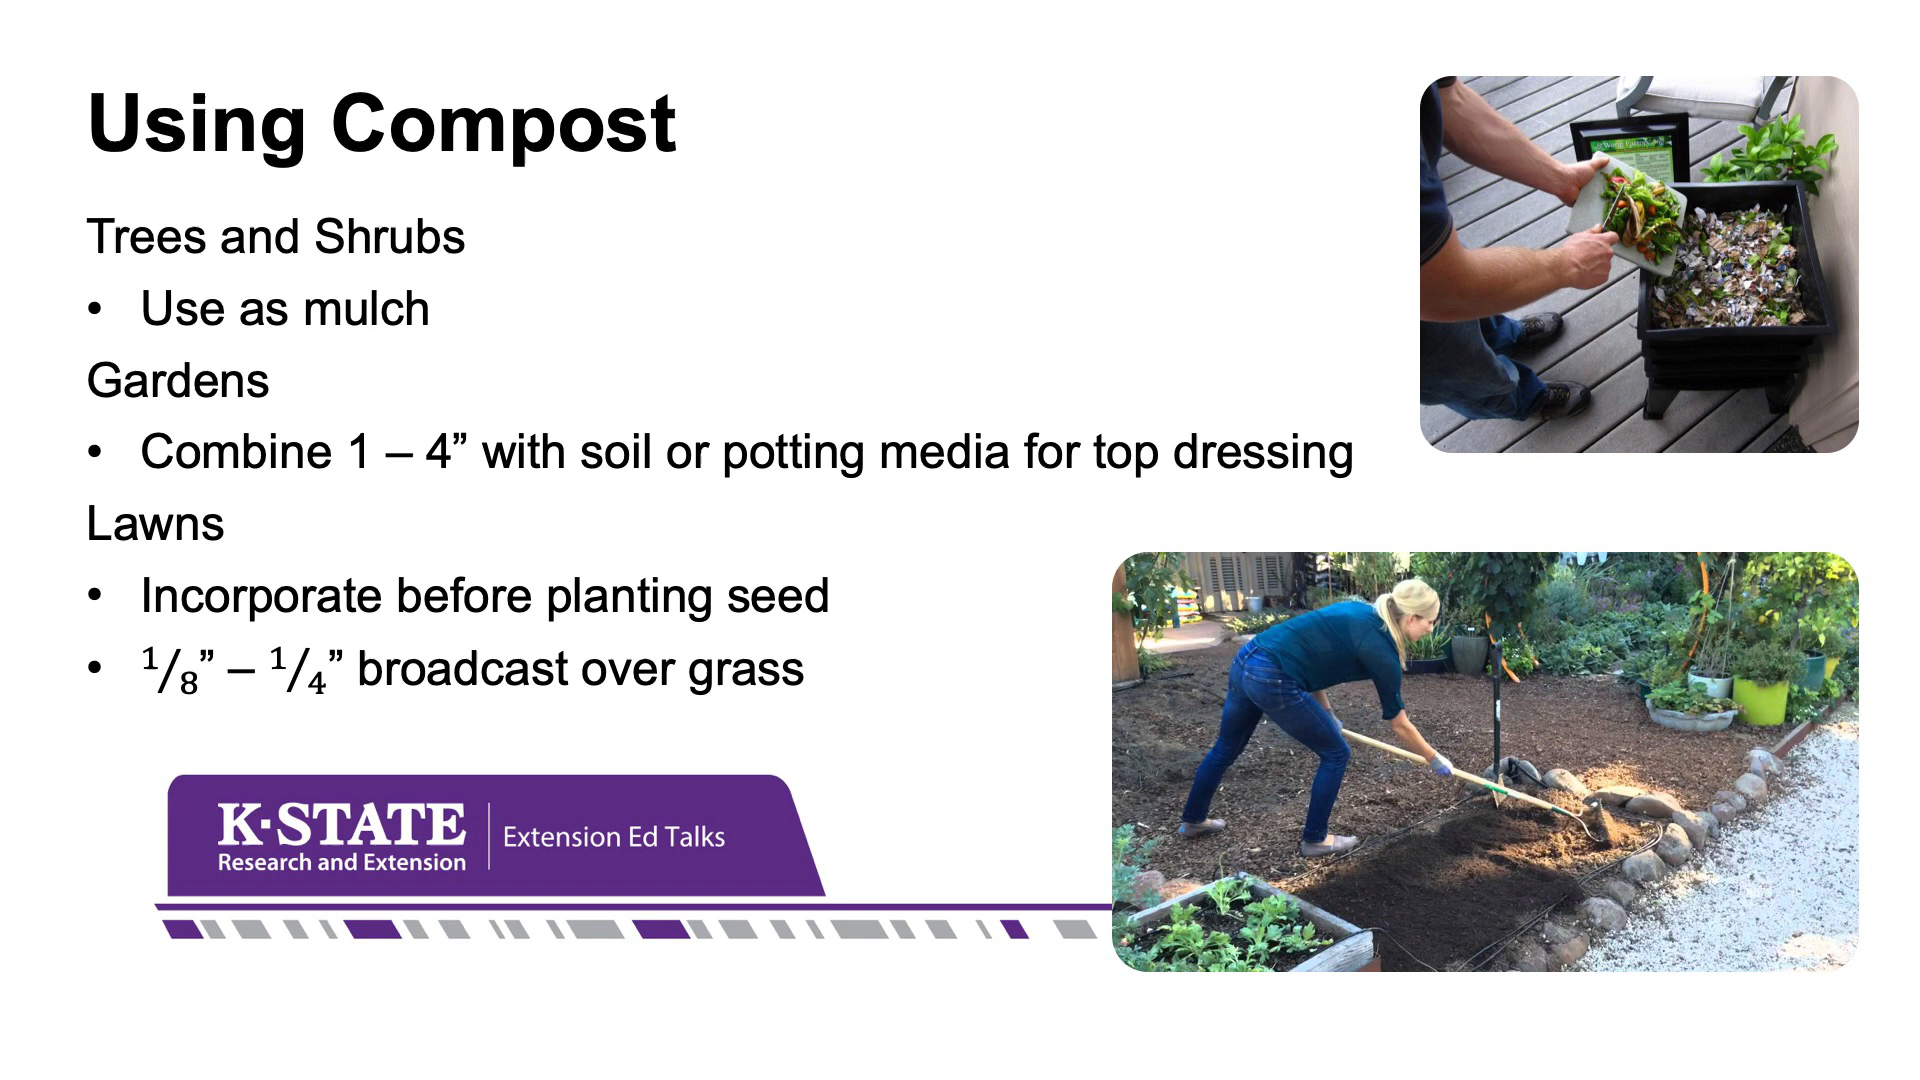 Using Compost
Trees and Shrubs
• Use as mulch
Gardens
• Combine 1 – 4” with soil or potting media for top dressing
Lawns
• Incorporate before planting seed
• ¹⁄₈” – ¹⁄₄” broadcast over grass
K·STATE
Research and Extension
Extension Ed Talks